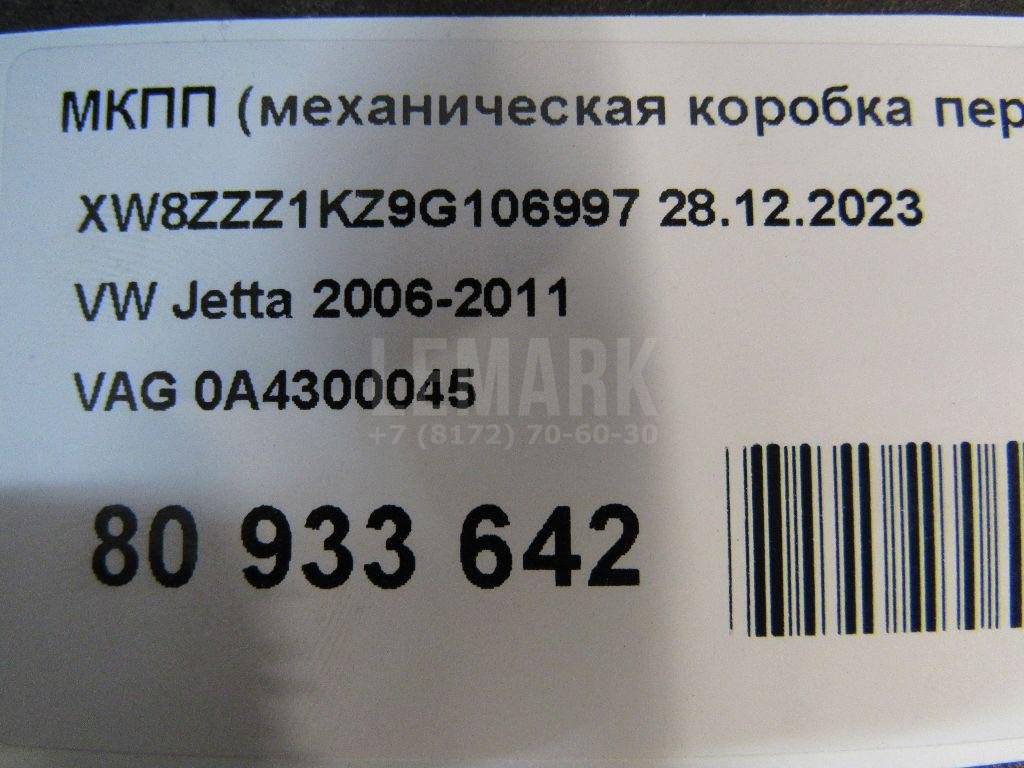 МКПП (механическая коробка пер
XW8ZZZ1KZ9G106997 28.12.2023
VW Jetta 2006-2011
VAG 0A4300045
LEMARK
+7 (8172) 70-60-30
80 933 642